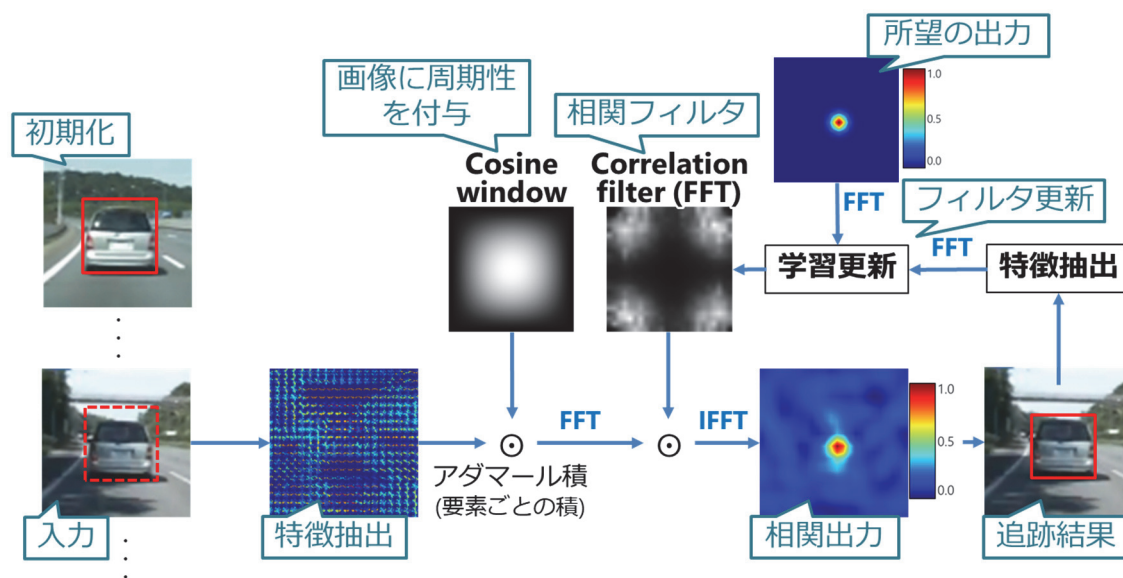 所望の出力
画像に周期性
を付与
相関フィルタ
初期化
1.0
0.5
0.0
Cosine
window
Correlation
filter (FFT)
FFT
フィルタ更新
FFT
学習更新
特徴抽出
FFT
IFFT
1.0
0.5
0.0
アダマール積
(要素ごとの積)
入力
特徴抽出
相関出力
追跡結果